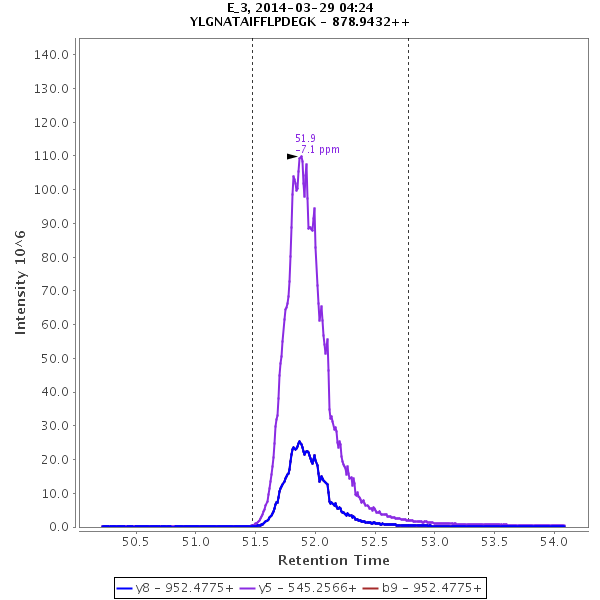 E_3, 2014-03-29 04:24
YLGNATAIFFLPDEGK - 878.9432++
140.0
130.0
120.0
110.0
100.0
90.0
80.0
70.0
60.0
50.0
40.0
30.0
20.0
10.0
0.0
Intensity 10^6
51.9
-7.1 ppm
50.5 51.0 51.5 52.0 52.5 53.0 53.5 54.0
Retention Time
y8 - 952.4775+ y5 - 545.2566+ b9 - 952.4775+